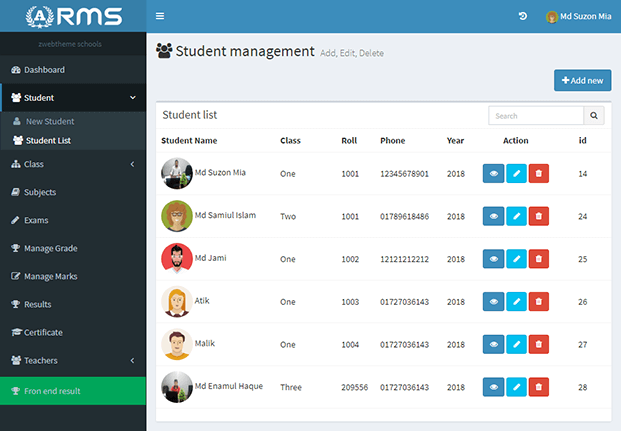 ARMS
Md Suzon Mia
zwebtheme schools
Dashboard
Student
New Student
Student List
Class
Subjects
Exams
Manage Grade
Manage Marks
Results
Certificate
Teachers
Fron end result
Student management Add, Edit, Delete
Add new
Student list Search
Student Name Class Roll Phone Year Action id
Md Suzon Mia One 1001 12345678901 2018 14
Md Samiul Islam Two 1001 01789618486 2018 24
Md Jami One 1002 12121212212 2018 25
Atik One 1003 01727036143 2018 26
Malik One 1004 01727036143 2018 27
Md Enamul Haque Three 209556 01727036143 2018 28